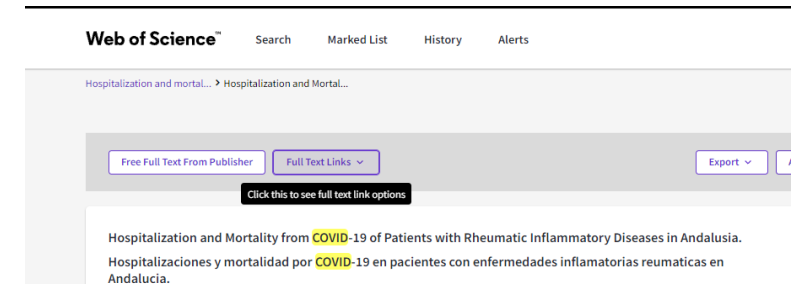 Web of Science™ Search Marked List History Alerts
Hospitalization and mortal... > Hospitalization and Mortal...
Free Full Text From Publisher Full Text Links Export
Click this to see full text link options
Hospitalization and Mortality from COVID-19 of Patients with Rheumatic Inflammatory Diseases in Andalusia.
Hospitalizaciones y mortalidad por COVID-19 en pacientes con enfermedades inflamatorias reumaticas en
Andalucia.